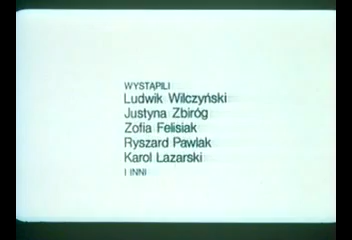 WYSTĄPILI
Ludwik Wilczyński
Justyna Zbiróg
Zofia Felisiak
Ryszard Pawlak
Karol Łazarski
I INNI